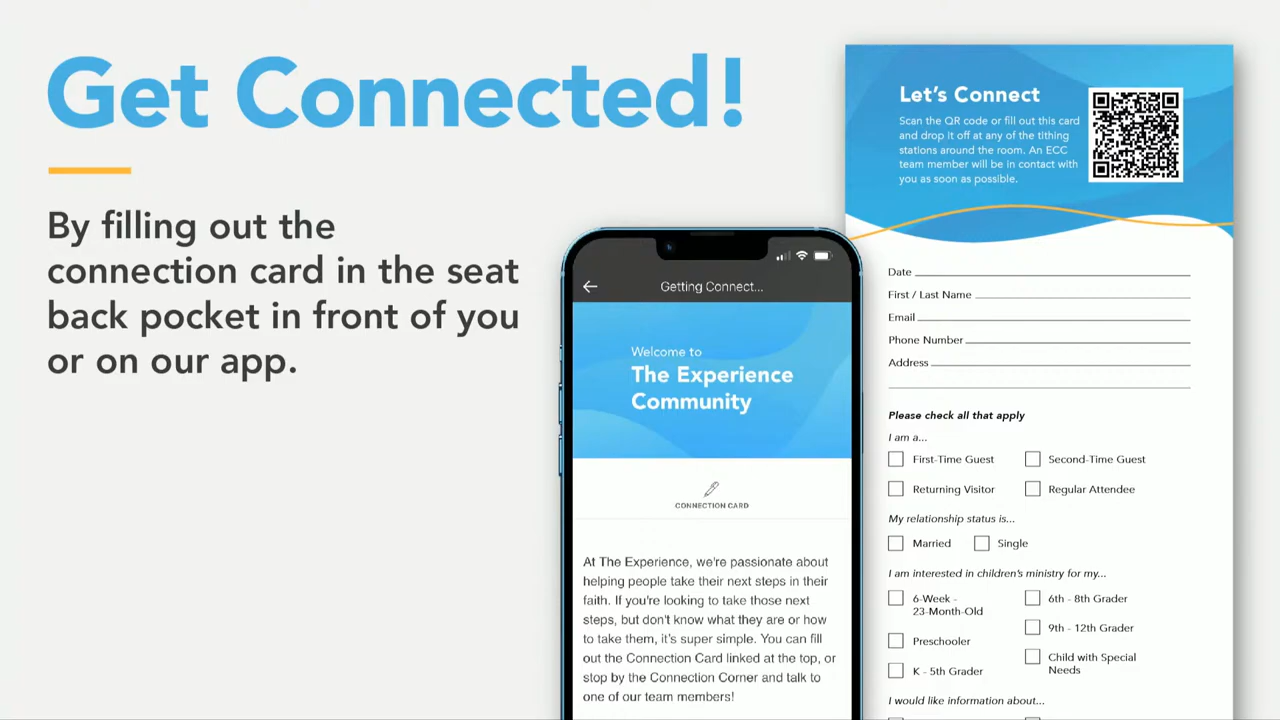 Get Connected!
By filling out the
connection card in the seat
back pocket in front of you
or on our app.
Getting Connect...
Welcome to
The Experience
Community
CONNECTION CARD
At The Experience, we're passionate about
helping people take their next steps in their
faith. If you're looking to take those next
steps, but don't know what they are or how
to take them, it's super simple. You can fill
out the Connection Card linked at the top, or
stop by the Connection Corner and talk to
one of our team members!
Let's Connect
Scan the QR code or fill out this card
and drop it off at any of the tithing
stations around the room. An ECC
team member will be in contact with
you as soon as possible.
Date
First / Last Name
Email
Phone Number
Address
Please check all that apply
I am a...
First-Time Guest Second-Time Guest
Returning Visitor Regular Attendee
My relationship status is...
Married Single
I am interested in children's ministry for my...
6-Week -
23-Month-Old
Preschooler
K - 5th Grader
6th - 8th Grader
9th - 12th Grader
Child with Special
Needs
I would like information about...